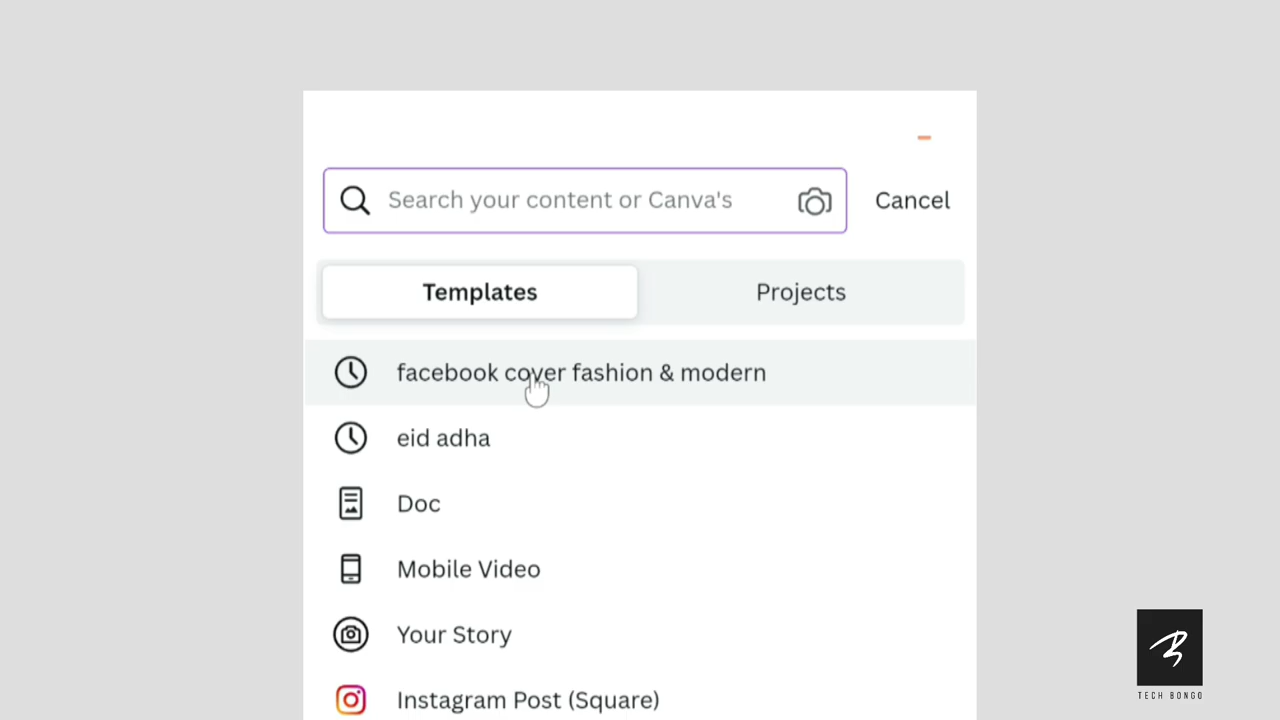 Search your content or Canva's
Cancel
Templates
Projects
facebook cover fashion & modern
eid adha
Doc
Mobile Video
Your Story
Instagram Post (Square)
TECH BONGO